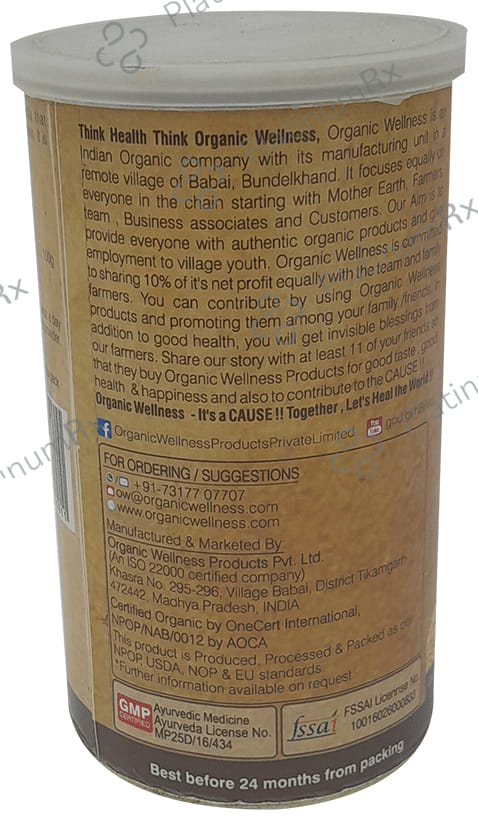 Think Health Think Organic Wellness, Organic Wellness is an
Indian Organic company with its manufacturing unit in a
remote village of Babai, Bundelkhand. It focuses equally on
everyone in the chain starting with Mother Earth, Farmers
team , Business associates and Customers. Our Aim is to
provide everyone with authentic organic products and give
employment to village youth, Organic Wellness is committed
to sharing 10% of it's net profit equally with the team and family
farmers. You can contribute by using Organic Wellness
products and promoting them among your family /friends. In
addition to good health, you will get invisible blessings from
our farmers. Share our story with at least 11 of your friends so
that they buy Organic Wellness Products for good taste , good
health & happiness and also to contribute to the CAUSE !!
Organic Wellness - It's a CAUSE !! Together , Let's Heal the World !!
OrganicWellnessProductsPrivateLimited
FOR ORDERING / SUGGESTIONS
+91-73177 07707
ow@organicwellness.com
www.organicwellness.com
Manufactured & Marketed By:
Organic Wellness Products Pvt. Ltd.
(An ISO 22000 certified company)
Khasra No. 295-296, Village Babai, District Tikamgarh-
472442, Madhya Pradesh, INDIA
Certified Organic by OneCert International,
NPOP/NAB/0012 by AOCA
This product is Produced, Processed & Packed as per
NPOP, USDA, NOP & EU standards.
*Further information available on request
GMP
CERTIFIED
Ayurvedic Medicine
Ayurveda License No.
MP25D/16/434
fssai
FSSAI Licennse No.
10016026000833
Best before 24 months from packing